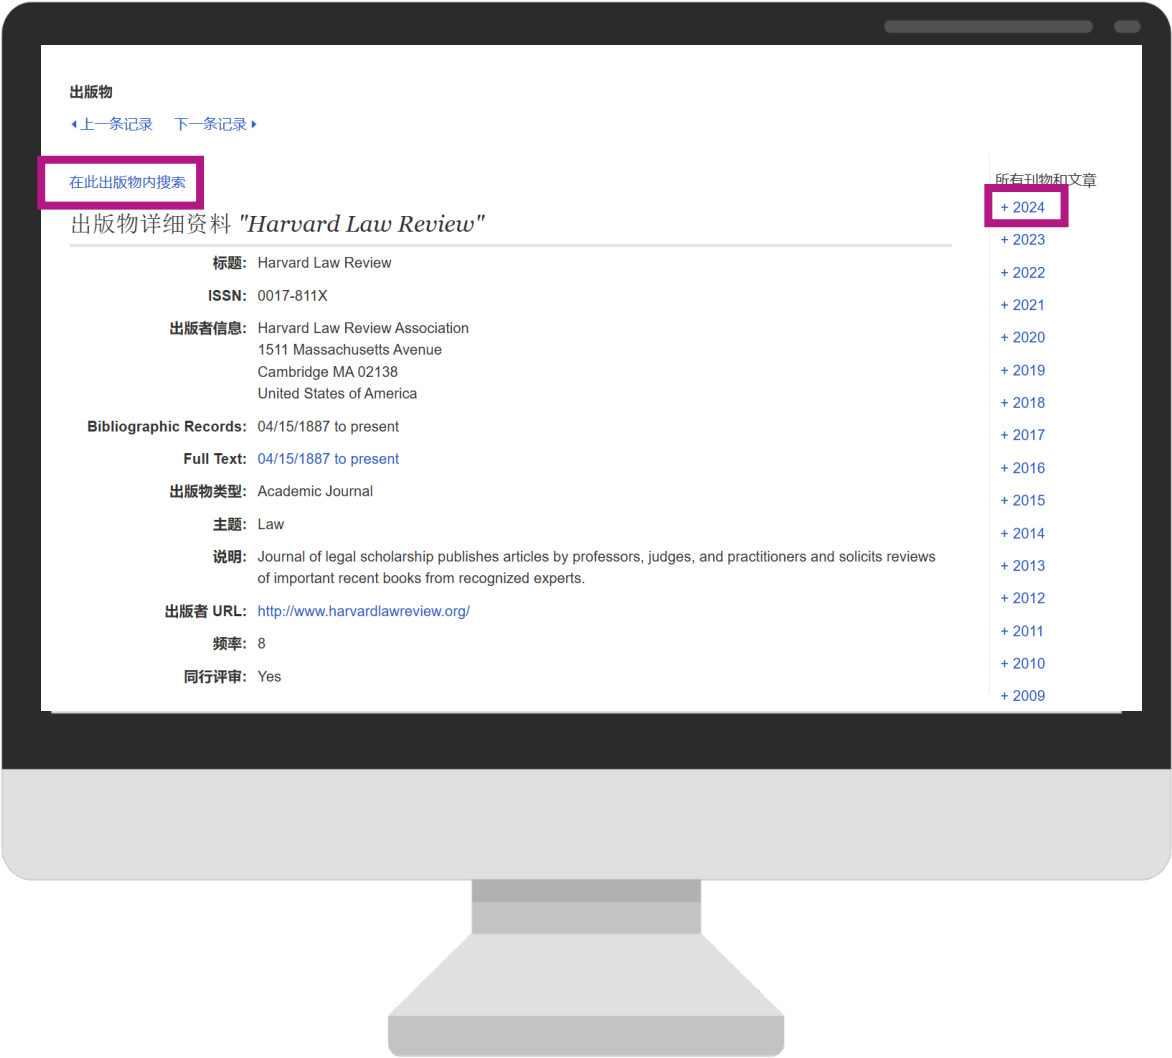 出版物
上一条记录 下一条记录
在此出版物内搜索
出版物详细资料 "Harvard Law Review"
标题: Harvard Law Review
ISSN: 0017-811X
出版者信息: Harvard Law Review Association
1511 Massachusetts Avenue
Cambridge MA 02138
United States of America
Bibliographic Records: 04/15/1887 to present
Full Text: 04/15/1887 to present
出版物类型: Academic Journal
主题: Law
说明: Journal of legal scholarship publishes articles by professors, judges, and practitioners and solicits reviews
of important recent books from recognized experts.
出版者 URL: http://www.harvardlawreview.org/
频率: 8
同行评审: Yes
所有刊物和文章
+ 2024
+ 2023
+ 2022
+ 2021
+ 2020
+ 2019
+ 2018
+ 2017
+ 2016
+ 2015
+ 2014
+ 2013
+ 2012
+ 2011
+ 2010
+ 2009